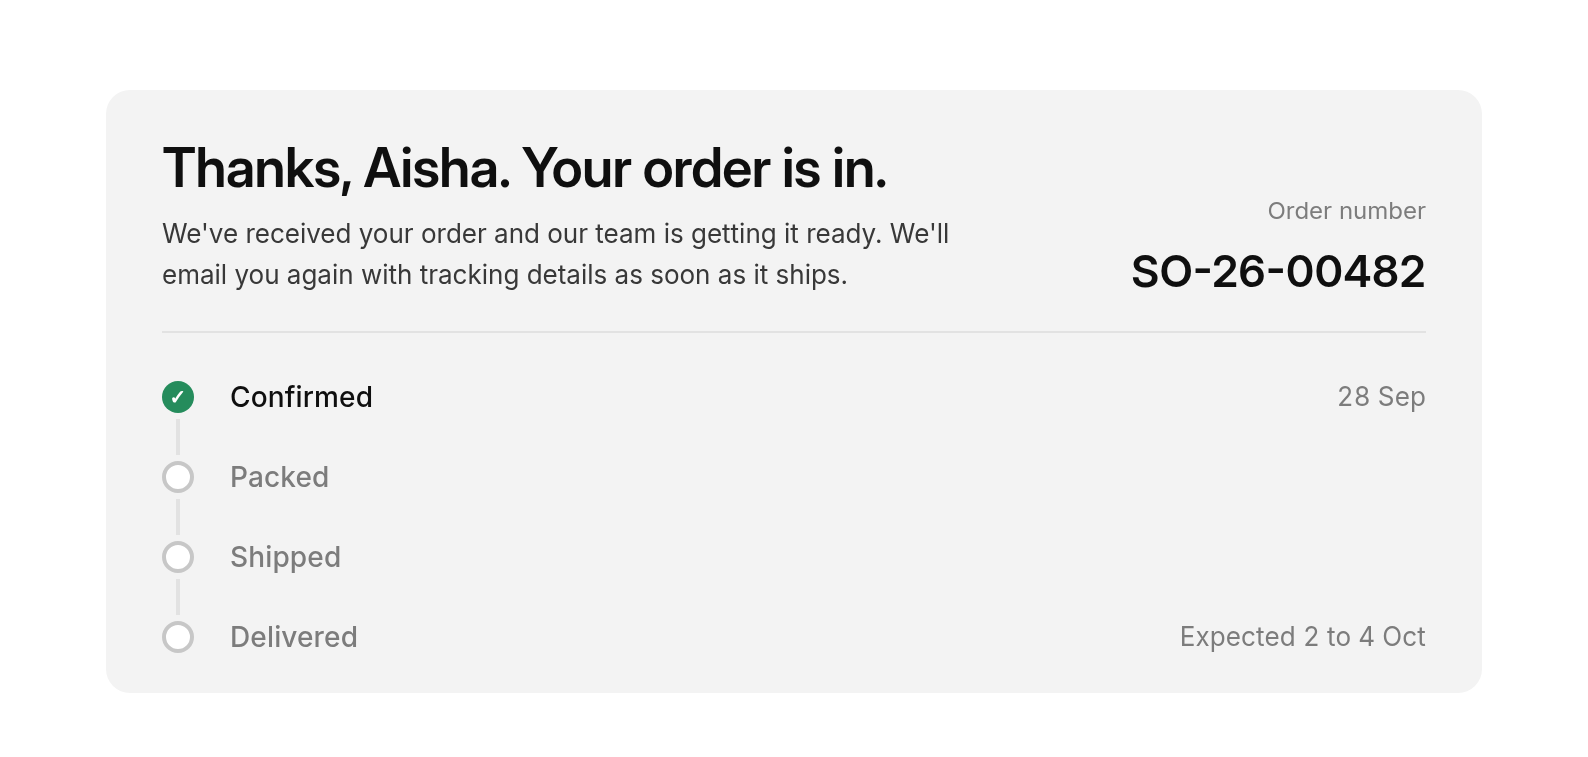 Thanks, Aisha. Your order is in.
We've received your order and our team is getting it ready. We'll
email you again with tracking details as soon as it ships.
Order number
SO-26-00482
Confirmed
28 Sep
Packed
Shipped
Delivered
Expected 2 to 4 Oct